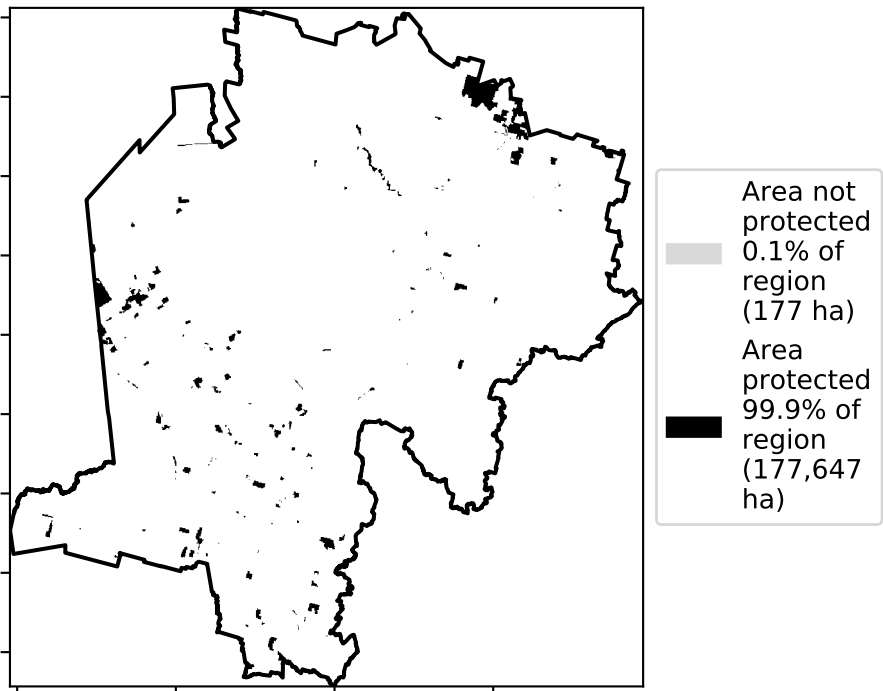 Area not
protected
0.1% of
region
(177 ha)
Area
protected
99.9% of
region
(177,647
ha)